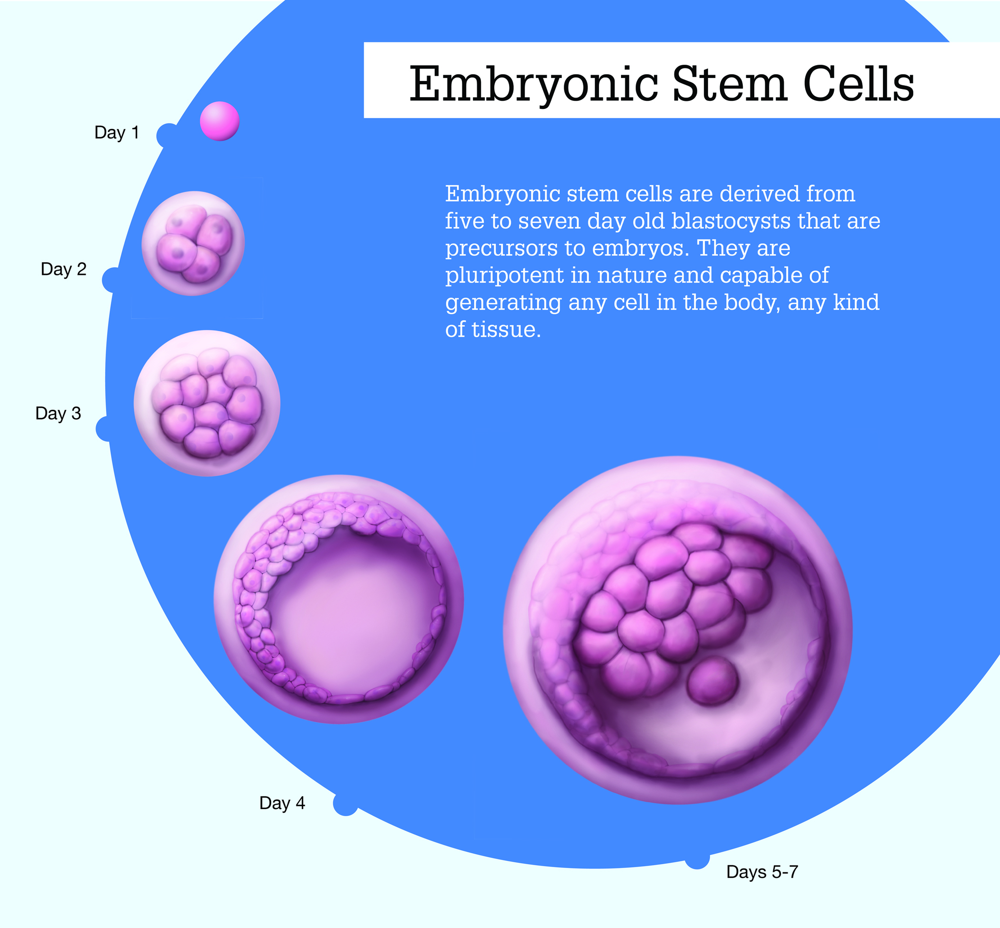 Embryonic Stem Cells
Day 1
Embryonic stem cells are derived from
five to seven day old blastocysts that are
precursors to embryos. They are
pluripotent in nature and capable of
generating any cell in the body, any kind
of tissue.
Day 2
Day 3
Day 4
Days 5-7